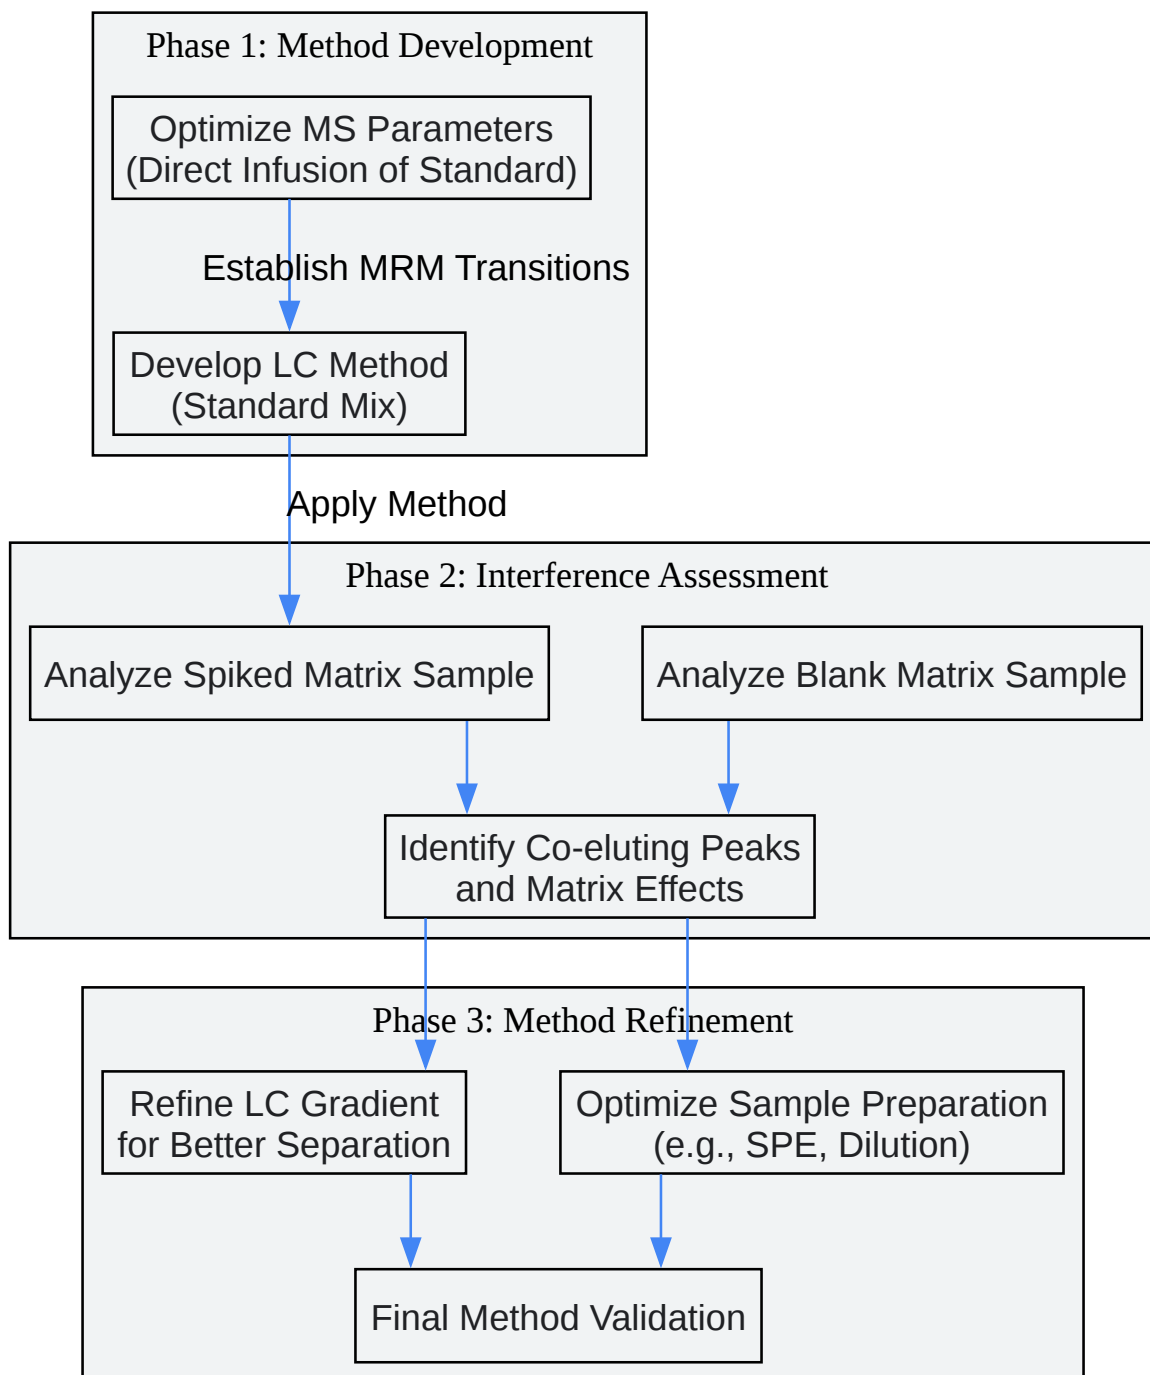 Phase 1: Method Development
Optimize MS Parameters
(Direct Infusion of Standard)
Establish MRM Transitions
Develop LC Method
(Standard Mix)
Apply Method
Phase 2: Interference Assessment
Analyze Spiked Matrix Sample
Analyze Blank Matrix Sample
Identify Co-eluting Peaks
and Matrix Effects
Phase 3: Method Refinement
Refine LC Gradient
for Better Separation
Optimize Sample Preparation
(e.g., SPE, Dilution)
Final Method Validation